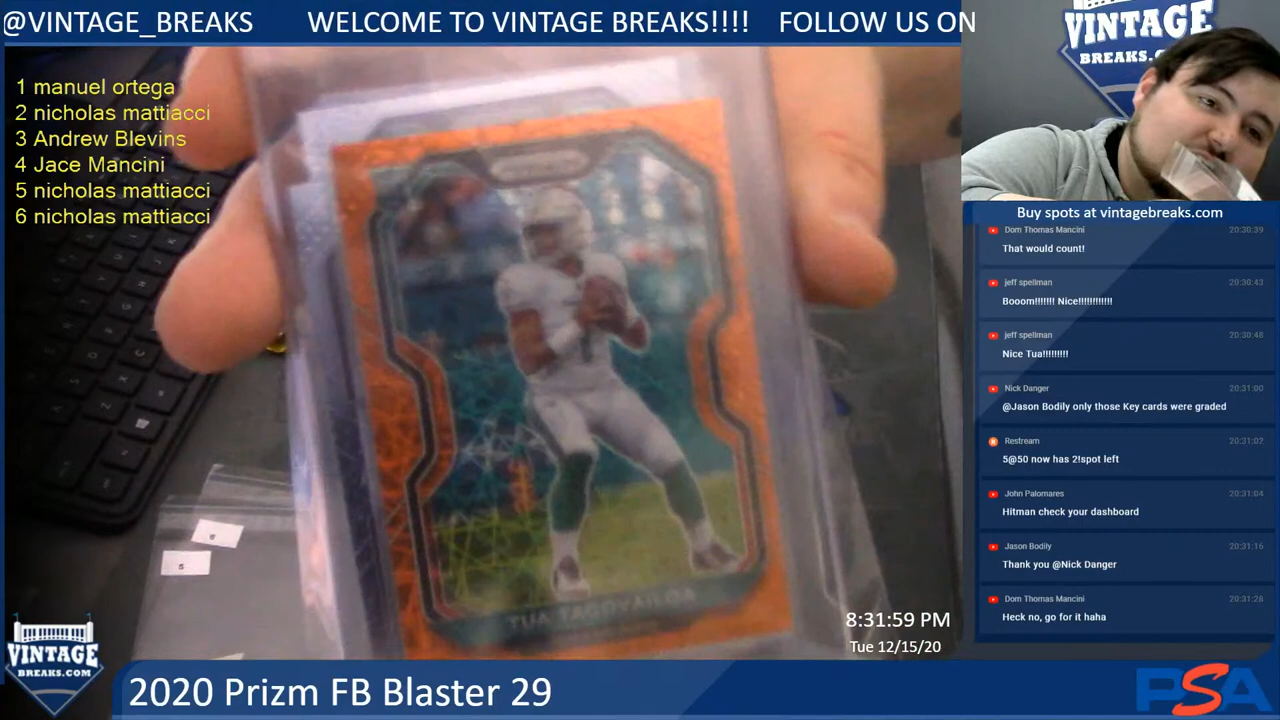 @VINTAGE_BREAKS WELCOME TO VINTAGE BREAKS!!!! FOLLOW US ON
VINTAGE
BREAKS.COM
1 manuel ortega
2 nicholas mattiacci
3 Andrew Blevins
4 Jace Mancini
5 nicholas mattiacci
6 nicholas mattiacci
TUA TAGOVAILOA
6
5
Buy spots at vintagebreaks.com
Dom Thomas Mancini 20:30:39
That would count!
jeff spellman 20:30:43
Booom!!!!!!! Nice!!!!!!!!!!!!
jeff spellman 20:30:48
Nice Tua!!!!!!!!!
Nick Danger 20:31:00
@Jason Bodily only those Key cards were graded
Restream 20:31:02
5@50 now has 2!spot left
John Palomares 20:31:04
Hitman check your dashboard
Jason Bodily 20:31:16
Thank you @Nick Danger
Dom Thomas Mancini 20:31:28
Heck no, go for it haha
8:31:59 PM
Tue 12/15/20
VINTAGE
BREAKS.COM
2020 Prizm FB Blaster 29
PSA